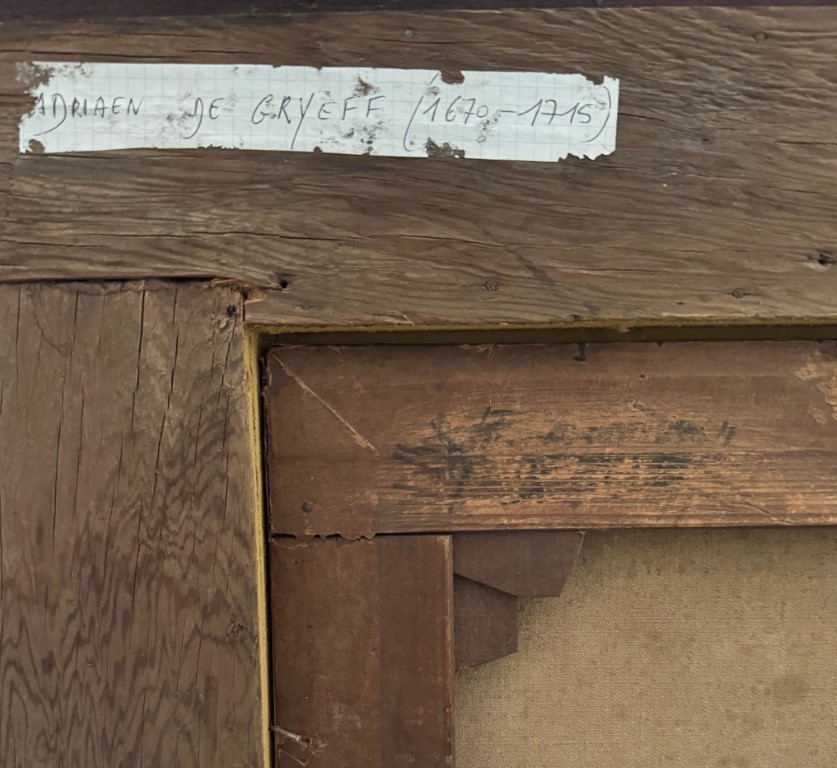 ADRIAEN DE GRYEFF (1670-1715)